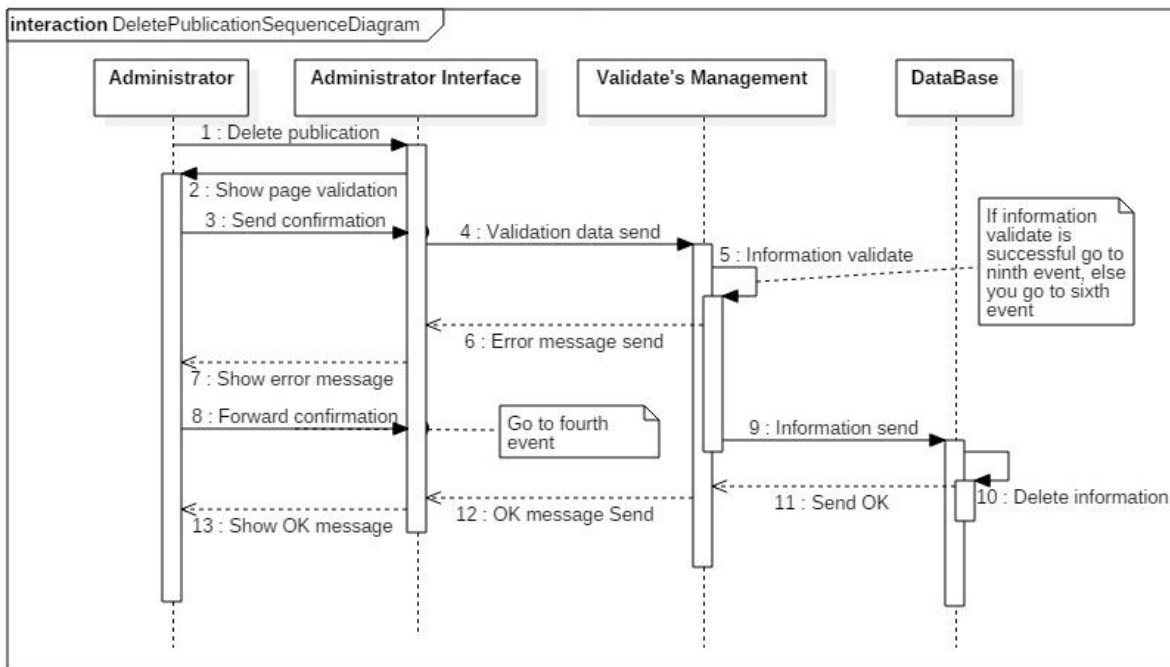 interaction DeletePublicationSequenceDiagram
Administrator
Administrator Interface
Validate's Management
DataBase
1 : Delete publication
2 : Show page validation
3 : Send confirmation
4 : Validation data send
5 : Information validate
If information
validate is
successful go to
ninth event, else
you go to sixth
event
6 : Error message send
7 : Show error message
8 : Forward confirmation
Go to fourth
event
9 : Information send
10 : Delete information
11 : Send OK
12 : OK message Send
13 : Show OK message